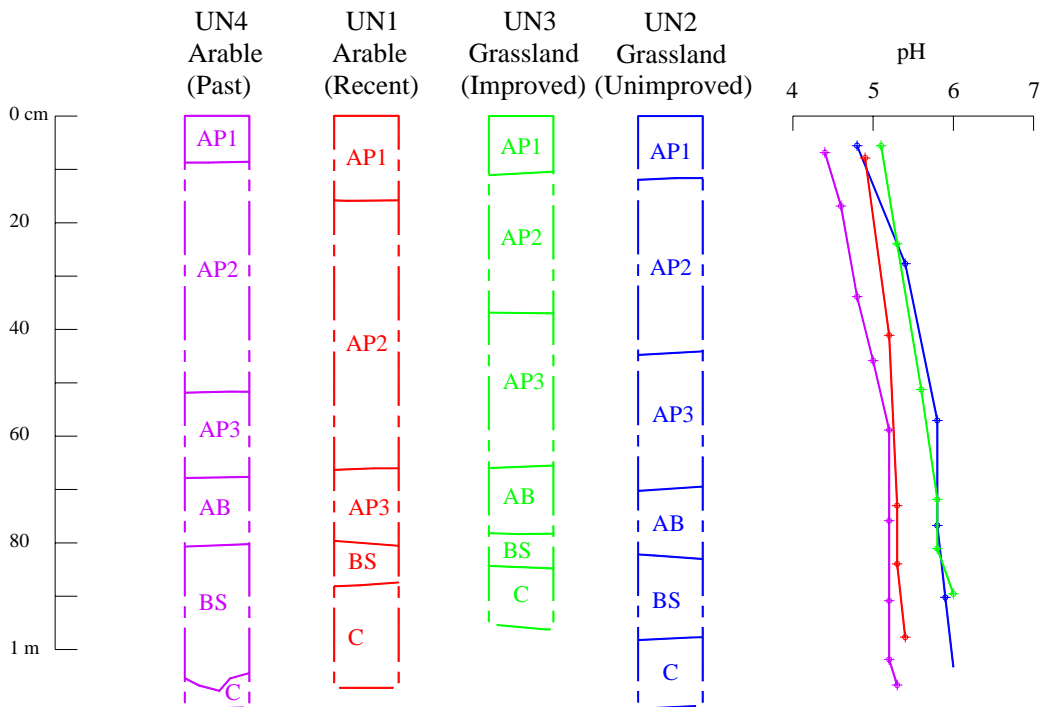 UN4
Arable
(Past)
UN1
Arable
(Recent)
UN3
Grassland
(Improved)
UN2
Grassland
(Unimproved)
pH
4 5 6 7
0 cm
20
40
60
80
1 m
AP1
AP2
AP3
AB
BS
C
AP1
AP2
AP3
BS
C
AP1
AP2
AP3
AB
BS
C
AP1
AP2
AP3
AB
BS
C